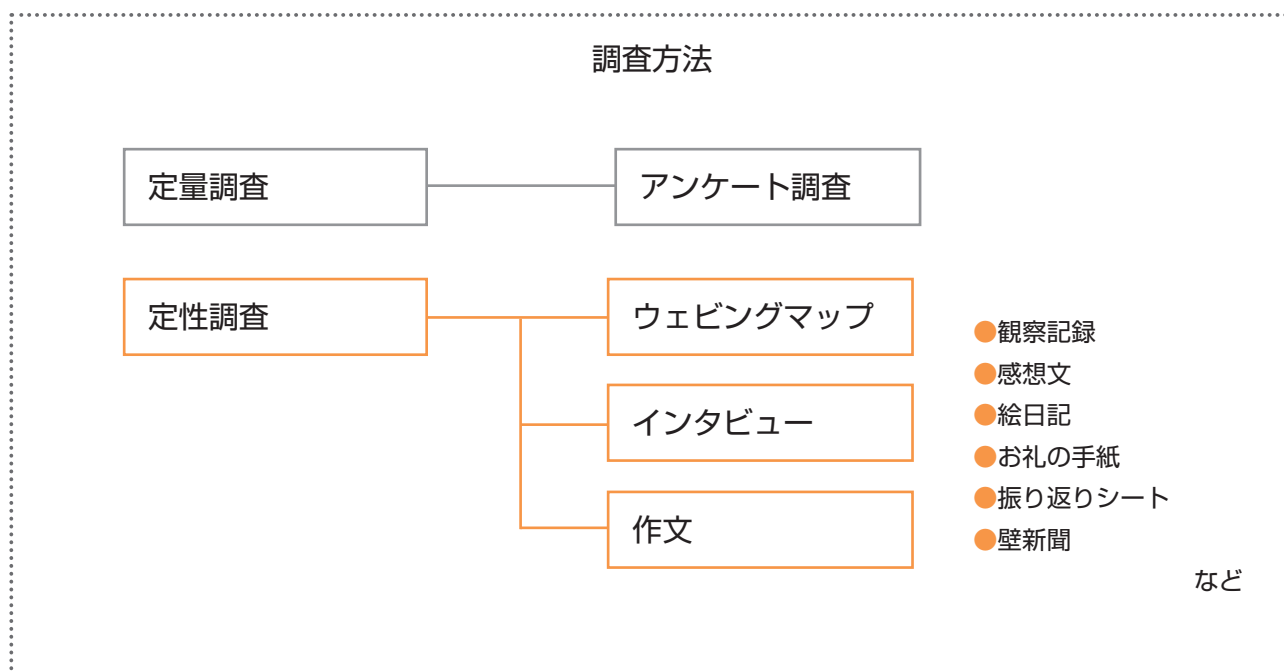 調査方法
定量調査
アンケート調査
定性調査
ウェビングマップ
インタビュー
作文
●観察記録
●感想文
●絵日記
●お礼の手紙
●振り返りシート
●壁新聞
など